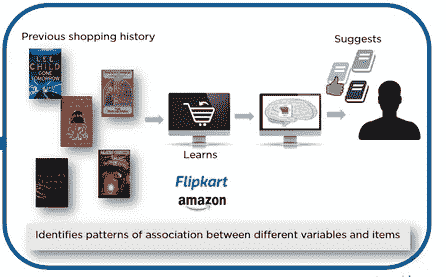 Previous shopping history
Suggests
LEE
CHILD
GONE
TOMORROW
Learns
Flipkart
amazon
Identifies patterns of association between different variables and items